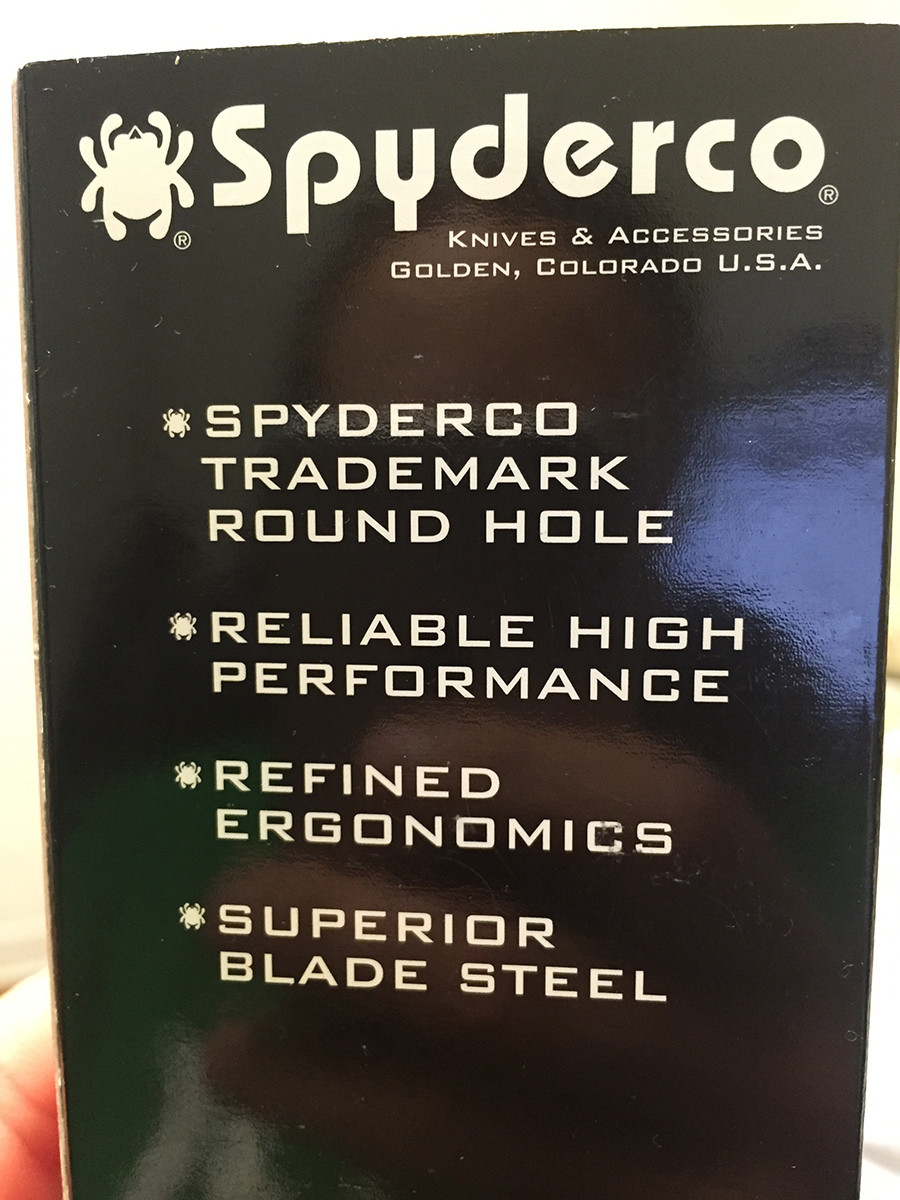 Spyderco®
®
KNIVES & ACCESSORIES
GOLDEN, COLORADO U.S.A.
SPYDERCO
TRADEMARK
ROUND HOLE
RELIABLE HIGH
PERFORMANCE
REFINED
ERGONOMICS
SUPERIOR
BLADE STEEL